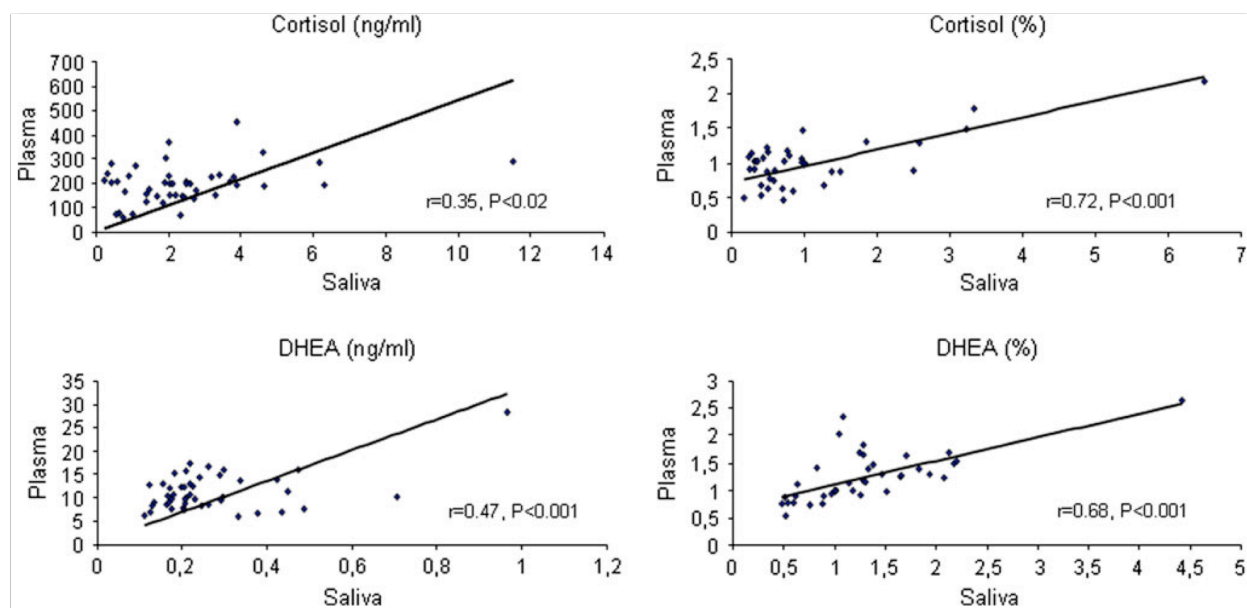 Cortisol (ng/ml)
Plasma
700
600
500
400
300
200
100
0
0 2 4 6 8 10 12 14
r=0.35, P<0.02
Saliva
Cortisol (%)
Plasma
2,5
2
1,5
1
0,5
0
0 1 2 3 4 5 6 7
r=0.72, P<0.001
Saliva
DHEA (ng/ml)
Plasma
35
30
25
20
15
10
5
0
0 0,2 0,4 0,6 0,8 1 1,2
r=0.47, P<0.001
Saliva
DHEA (%)
Plasma
3
2,5
2
1,5
1
0,5
0
0 0,5 1 1,5 2 2,5 3 3,5 4 4,5 5
r=0.68, P<0.001
Saliva